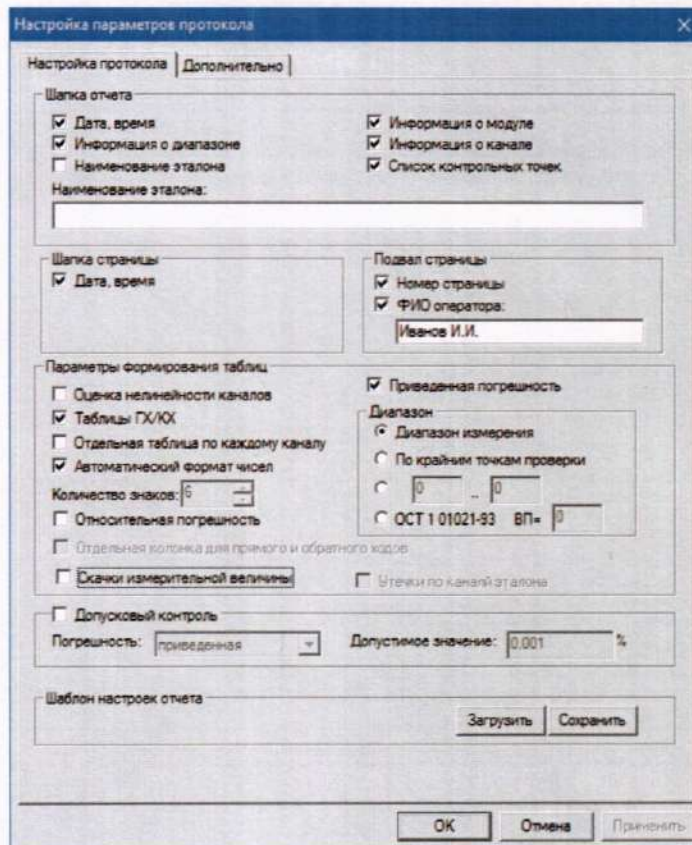 Настройка параметров протокола
Настройка протокола Дополнительно
Шапка отчета
Дата, время
Информация о модуле
Информация о диапазоне
Информация о канале
Наименование эталона
Список контрольных точек
Наименование эталона:
Шапка страницы
Дата, время
Подвал страницы
Номер страницы
ФИО оператора:
Иванов И.И.
Параметры формирования таблиц
Оценка нелинейности каналов
Таблицы ГХ/КХ
Отдельная таблица по каждому каналу
Автоматический формат чисел
Количество знаков: 6
Относительная погрешность
Приведенная погрешность
Диапазон
Диапазон измерения
По крайним точкам проверки
0 .. 0
ОСТ 1 01021-93 ВП= 0
Отдельная колонка для прямого и обратного ходов
Скачки измерительной величины
Утечки по каналй эталона
Допусковый контроль
Погрешность: приведенная Допустимое значение: 0,001 %
Шаблон настроек отчета
Загрузить Сохранить
OK Отмена Применить